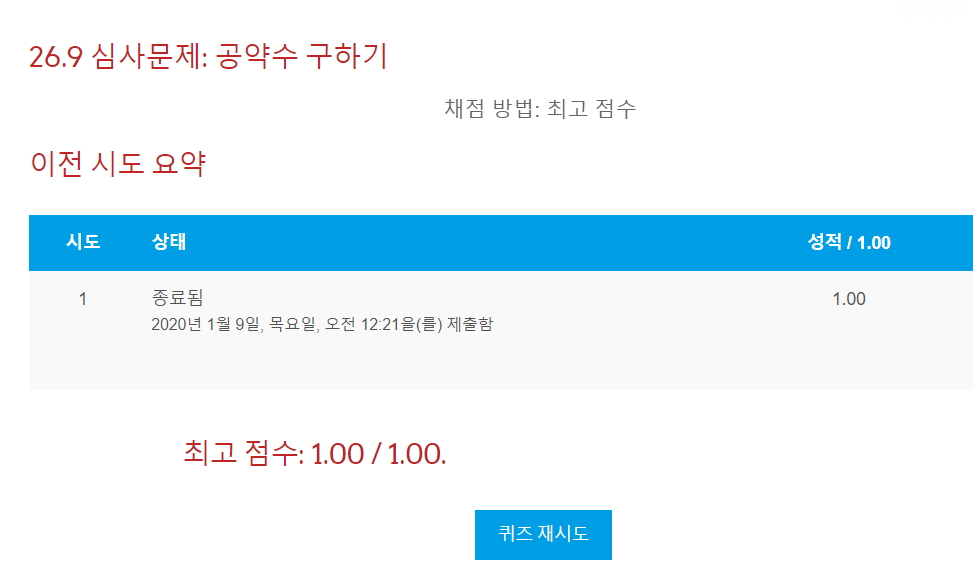 26.9 심사문제: 공약수 구하기
채점 방법: 최고 점수
이전 시도 요약
시도 상태 성적 / 1.00
1 종료됨 1.00
2020년 1월 9일, 목요일, 오전 12:21을(를) 제출함
최고 점수: 1.00 / 1.00.
퀴즈 재시도